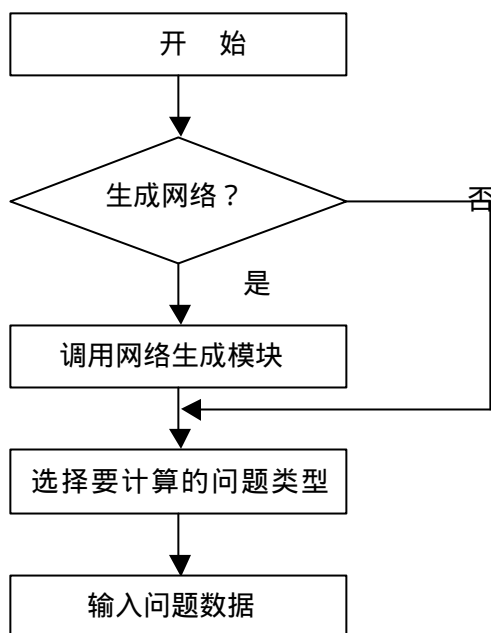 开 始
生成网络？
否
是
调用网络生成模块
选择要计算的问题类型
输入问题数据